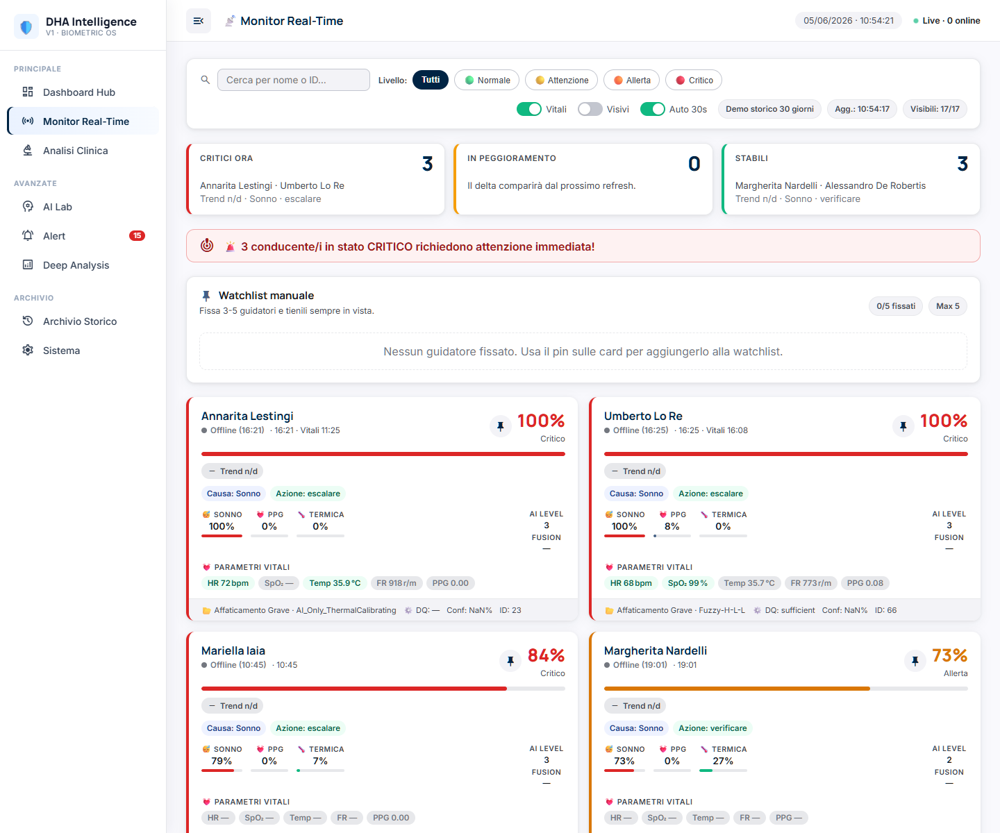 DHA Intelligence
V1 · BIOMETRIC OS
PRINCIPALE
Dashboard Hub
Monitor Real-Time
Analisi Clinica
AVANZATE
AI Lab
Alert 15
Deep Analysis
ARCHIVIO
Archivio Storico
Sistema
Monitor Real-Time
05/06/2026 · 10:54:21
Live · 0 online
Cerca per nome o ID...
Livello: Tutti Normale Attenzione Allerta Critico
Vitali Visivi Auto 30s Demo storico 30 giorni Agg.: 10:54:17 Visibili: 17/17
CRITICI ORA 3
Annarita Lestingi · Umberto Lo Re
Trend n/d · Sonno · escalare
IN PEGGIORAMENTO 0
Il delta comparirà dal prossimo refresh.
STABILI 3
Margherita Nardelli · Alessandro De Robertis
Trend n/d · Sonno · verificare
3 conducente/i in stato CRITICO richiedono attenzione immediata!
Watchlist manuale
Fissa 3-5 guidatori e tienili sempre in vista.
0/5 fissati Max 5
Nessun guidatore fissato. Usa il pin sulle card per aggiungerlo alla watchlist.
Annarita Lestingi
Offline (16:21) · 16:21 · Vitali 11:25
100%
Critico
— Trend n/d
Causa: Sonno Azione: escalare
SONNO PPG TERMICA
100% 0% 0%
AI LEVEL
3
FUSION
—
PARAMETRI VITALI
HR 72 bpm SpO₂ — Temp 35.9 °C FR 918 r/m PPG 0.00
Affaticamento Grave · AI_Only_ThermalCalibrating DQ: — Conf: NaN% ID: 23
Umberto Lo Re
Offline (16:25) · 16:25 · Vitali 16:08
100%
Critico
— Trend n/d
Causa: Sonno Azione: escalare
SONNO PPG TERMICA
100% 8% 0%
AI LEVEL
3
FUSION
—
PARAMETRI VITALI
HR 68 bpm SpO₂ 99 % Temp 35.7 °C FR 773 r/m PPG 0.08
Affaticamento Grave · Fuzzy-H-L-L DQ: sufficient Conf: NaN% ID: 66
Mariella Iaia
Offline (10:45) · 10:45
84%
Critico
— Trend n/d
Causa: Sonno Azione: escalare
SONNO PPG TERMICA
79% 0% 7%
AI LEVEL
3
FUSION
—
PARAMETRI VITALI
HR — SpO₂ — Temp — FR — PPG 0.00
Margherita Nardelli
Offline (19:01) · 19:01
73%
Allerta
— Trend n/d
Causa: Sonno Azione: verificare
SONNO PPG TERMICA
73% 0% 27%
AI LEVEL
2
FUSION
—
PARAMETRI VITALI
HR — SpO₂ — Temp — FR — PPG —